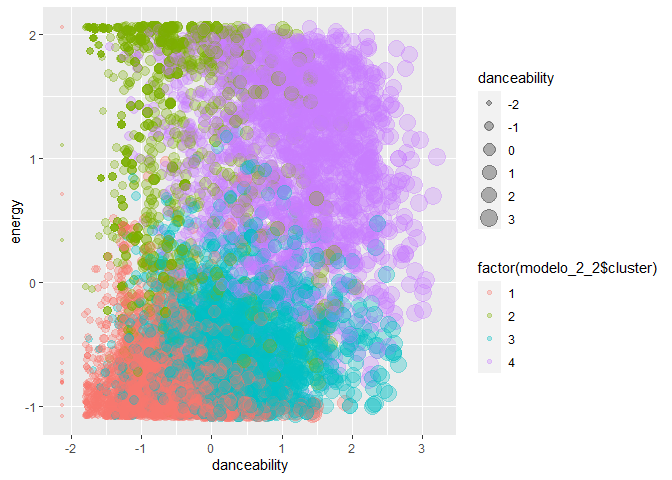 2
1
0
-1
energy
-2 -1 0 1 2 3
danceability
danceability
-2
-1
0
1
2
3
factor(modelo_2_2$cluster)
1
2
3
4